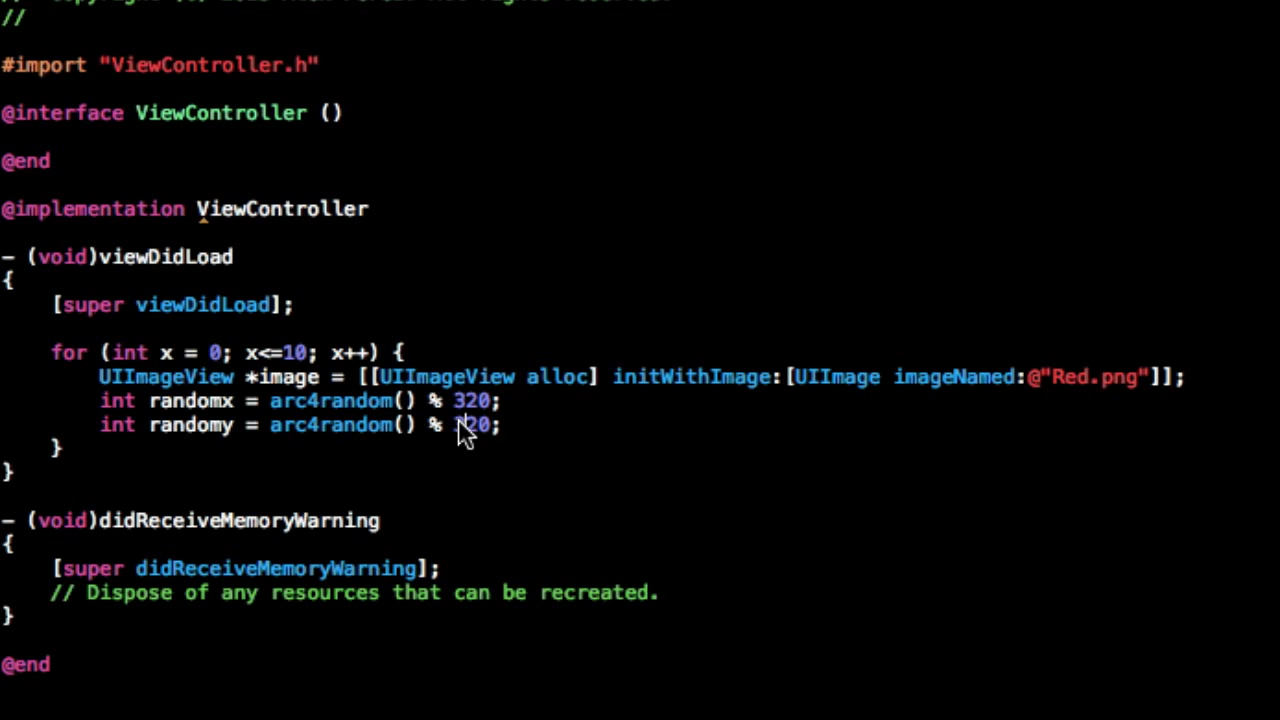 //
#import "ViewController.h"
@interface ViewController ()
@end
@implementation ViewController
- (void)viewDidLoad
{
[super viewDidLoad];
for (int x = 0; x<=10; x++) {
UIImageView *image = [[UIImageView alloc] initWithImage:[UIImage imageNamed:@"Red.png"]];
int randomx = arc4random() % 320;
int randomy = arc4random() % 320;
}
}
- (void)didReceiveMemoryWarning
{
[super didReceiveMemoryWarning];
// Dispose of any resources that can be recreated.
}
@end